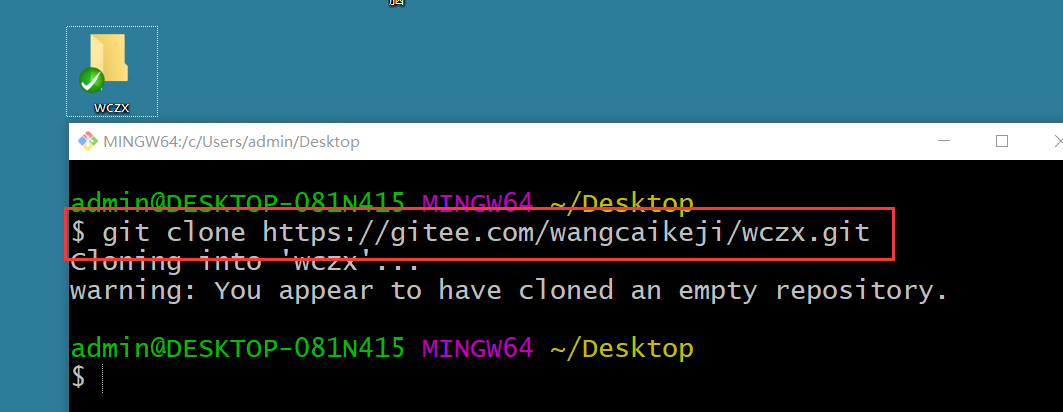 脑
wczx
MINGW64:/c/Users/admin/Desktop
admin@DESKTOP-081N415 MINGW64 ~/Desktop
$ git clone https://gitee.com/wangcaikeji/wczx.git
Cloning into 'wczx'...
warning: You appear to have cloned an empty repository.
admin@DESKTOP-081N415 MINGW64 ~/Desktop
$